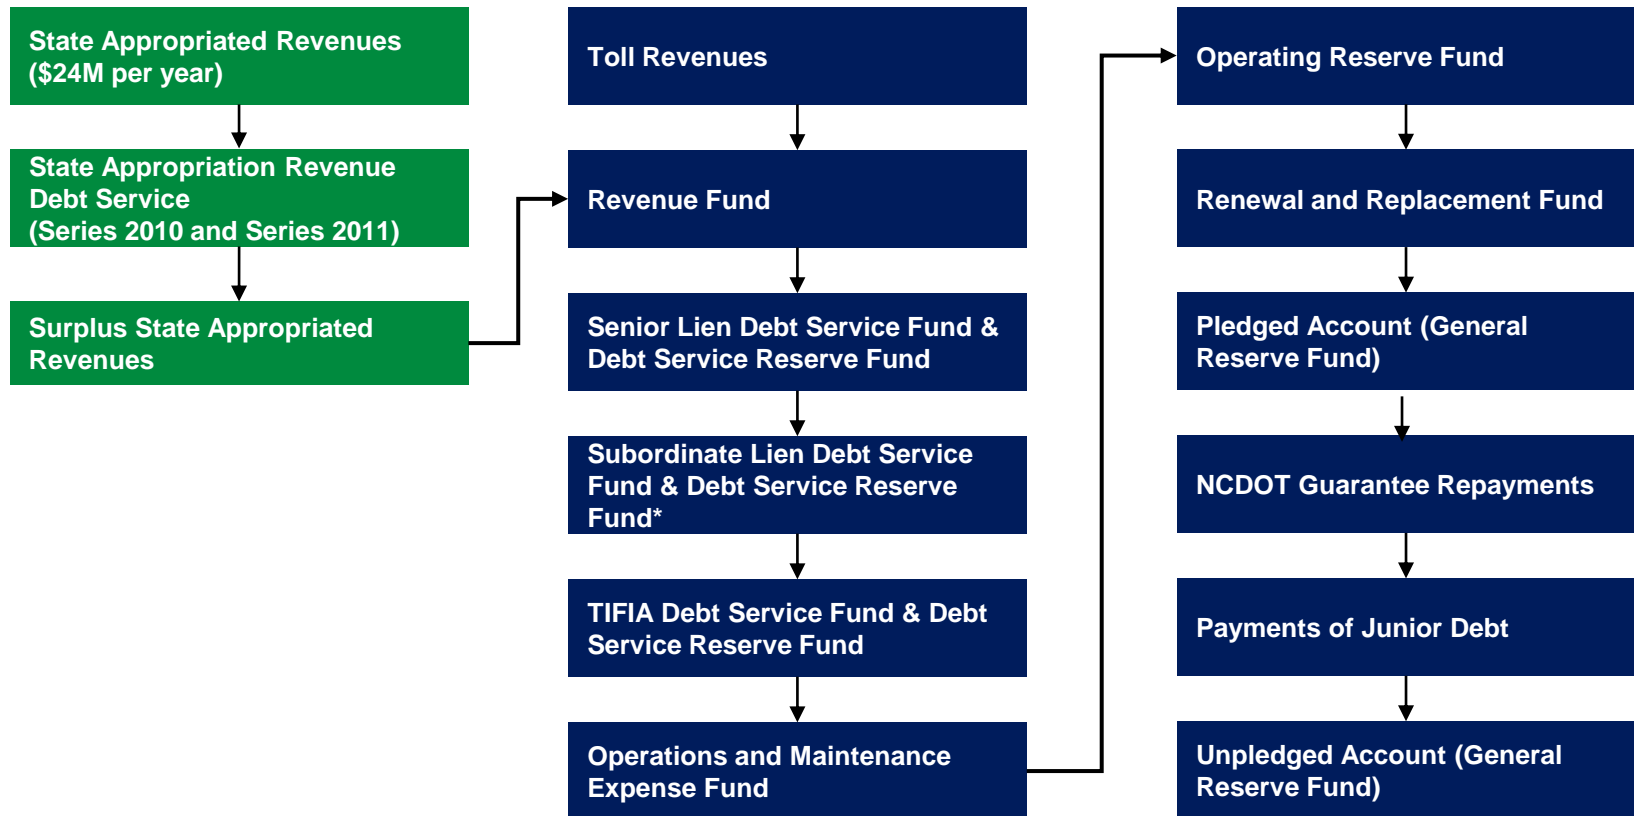 State Appropriated Revenues
($24M per year)
State Appropriation Revenue
Debt Service
(Series 2010 and Series 2011)
Surplus State Appropriated
Revenues
Toll Revenues
Revenue Fund
Senior Lien Debt Service Fund &
Debt Service Reserve Fund
Subordinate Lien Debt Service
Fund & Debt Service Reserve
Fund*
TIFIA Debt Service Fund & Debt
Service Reserve Fund
Operations and Maintenance
Expense Fund
Operating Reserve Fund
Renewal and Replacement Fund
Pledged Account (General
Reserve Fund)
NCDOT Guarantee Repayments
Payments of Junior Debt
Unpledged Account (General
Reserve Fund)